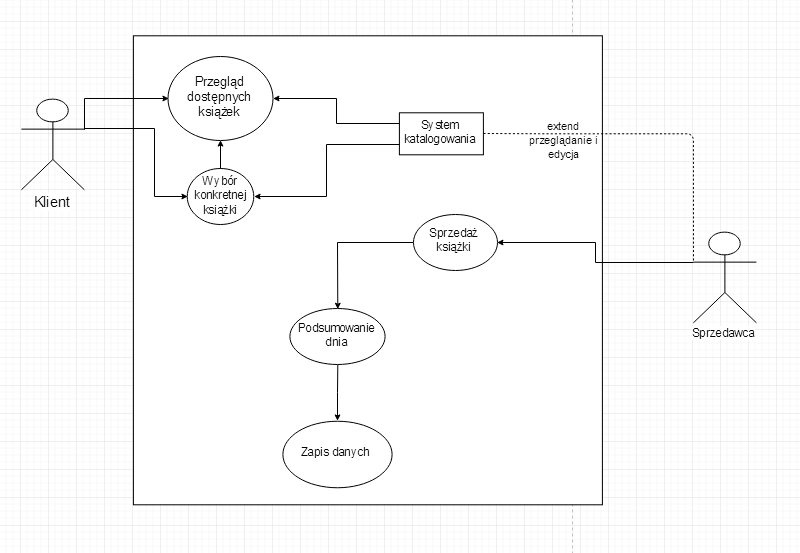 Przegląd
dostępnych
książek
System
katalogowania
extend
przeglądanie i
edycja
Klient
Wybór
konkretnej
książki
Sprzedaż
książki
Podsumowanie
dnia
Sprzedawca
Zapis danych